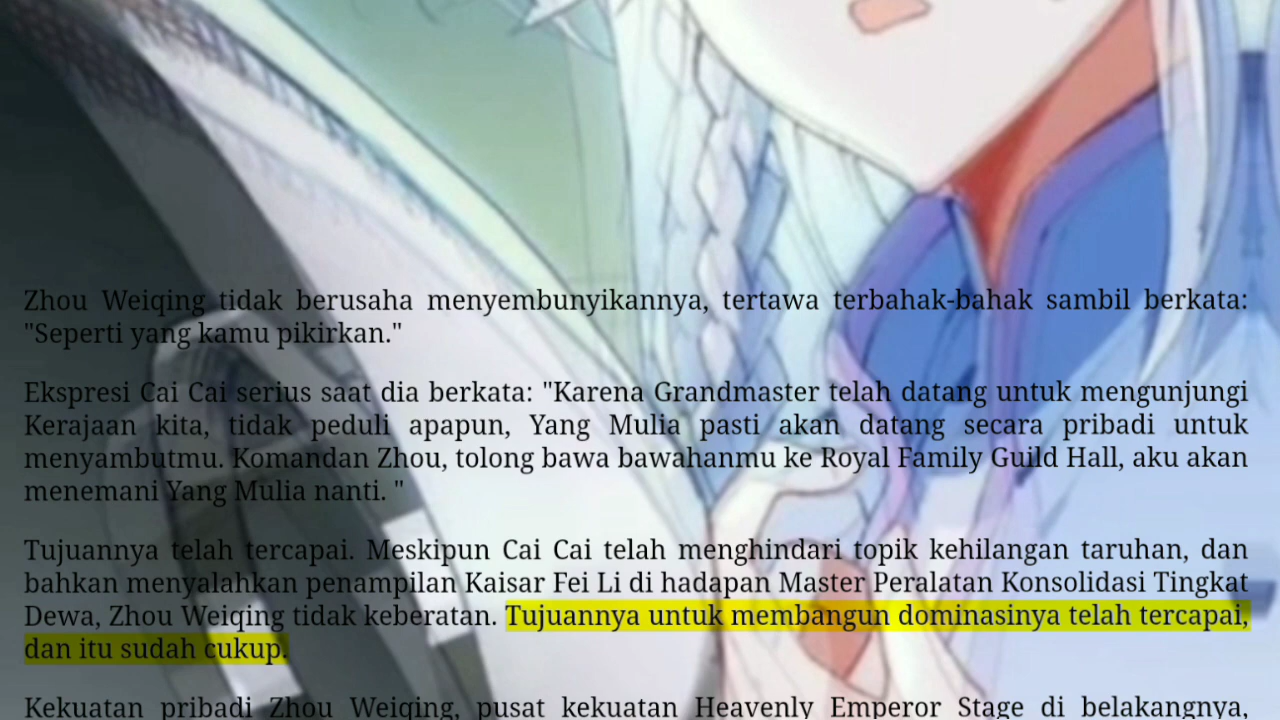 Zhou Weiqing tidak berusaha menyembunyikannya, tertawa terbahak-bahak sambil berkata:
"Seperti yang kamu pikirkan."
Ekspresi Cai Cai serius saat dia berkata: "Karena Grandmaster telah datang untuk mengunjungi
Kerajaan kita, tidak peduli apapun, Yang Mulia pasti akan datang secara pribadi untuk
menyambutmu. Komandan Zhou, tolong bawa bawahanmu ke Royal Family Guild Hall, aku akan
menemani Yang Mulia nanti. "
Tujuannya telah tercapai. Meskipun Cai Cai telah menghindari topik kehilangan taruhan, dan
bahkan menyalahkan penampilan Kaisar Fei Li di hadapan Master Peralatan Konsolidasi Tingkat
Dewa, Zhou Weiqing tidak keberatan. Tujuannya untuk membangun dominasinya telah tercapai,
dan itu sudah cukup.
Kekuatan pribadi Zhou Weiqing, pusat kekuatan Heavenly Emperor Stage di belakangnya,